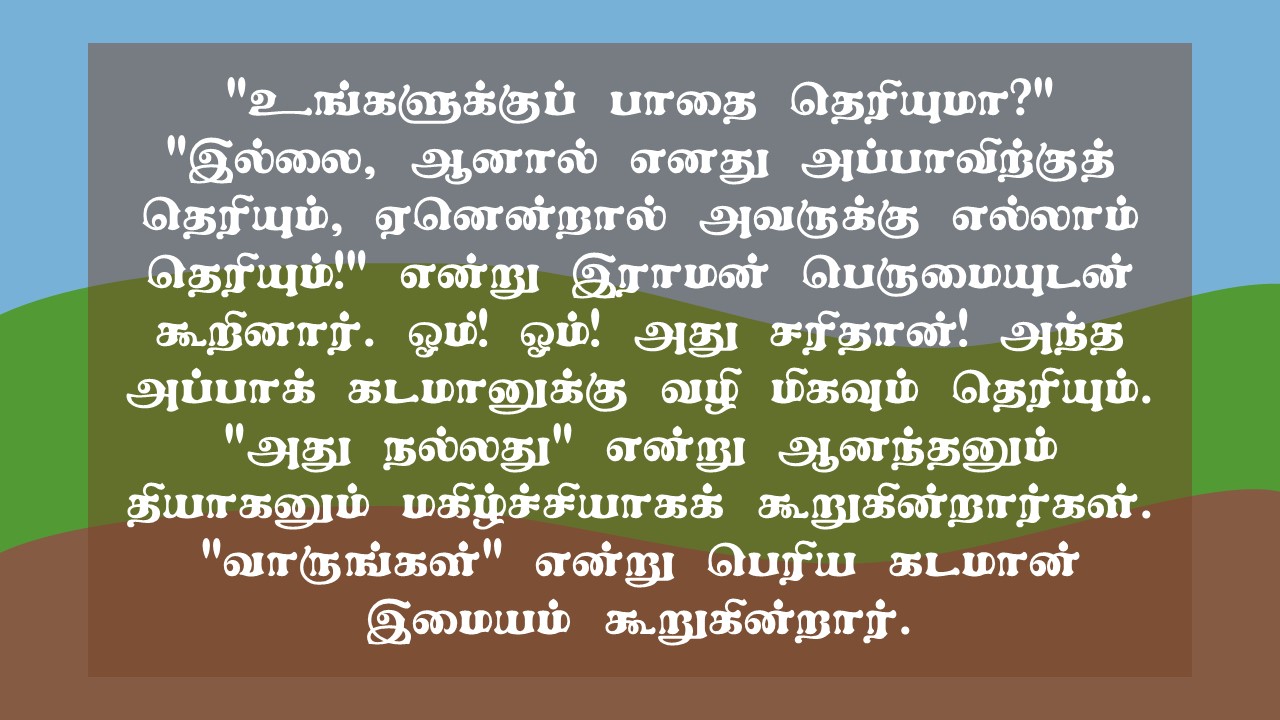 "உங்களுக்குப் பாதை தெரியுமா?"
"இல்லை, ஆனால் எனது அப்பாவிற்குத்
தெரியும், ஏனென்றால் அவருக்கு எல்லாம்
தெரியும்!'" என்று இராமன் பெருமையுடன்
கூறினார். ஓம்! ஓம்! அது சரிதான்! அந்த
அப்பாக் கடமானுக்கு வழி மிகவும் தெரியும்.
"அது நல்லது" என்று ஆனந்தனும்
தியாகனும் மகிழ்ச்சியாகக் கூறுகின்றார்கள்.
"வாருங்கள்" என்று பெரிய கடமான்
இமையம் கூறுகின்றார்.